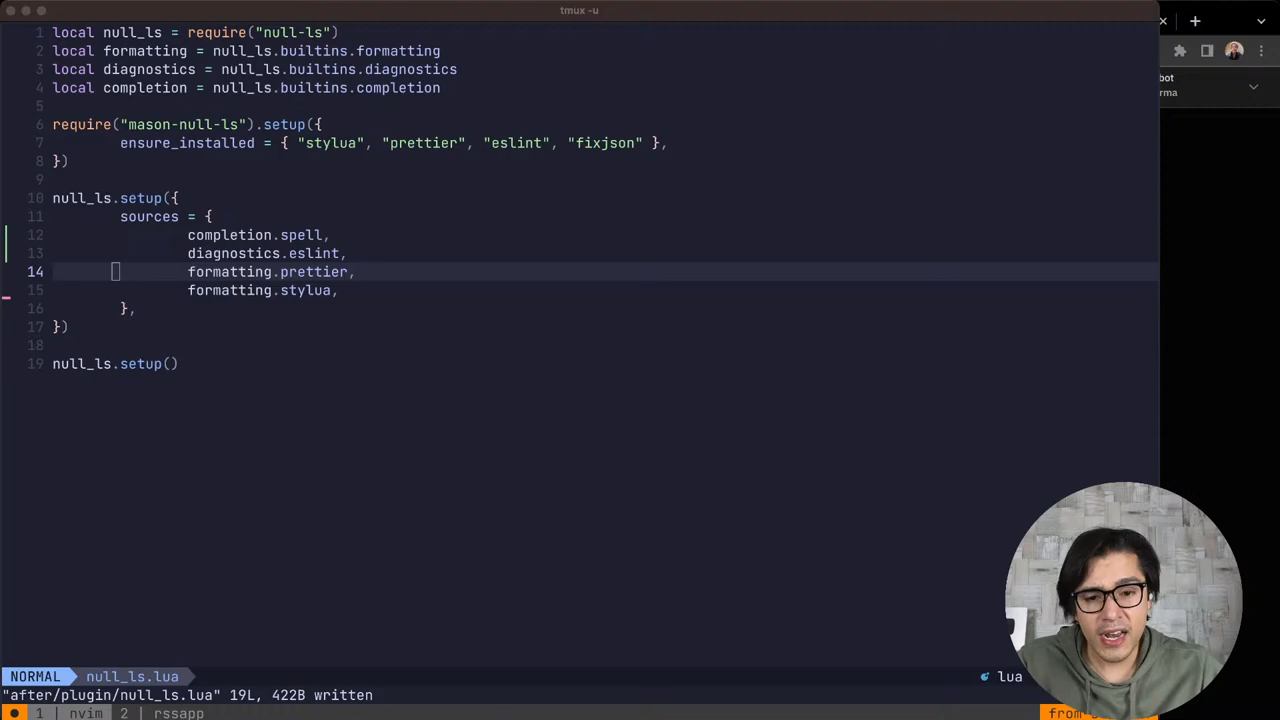 tmux -u
1 local null_ls = require("null-ls")
2 local formatting = null_ls.builtins.formatting
3 local diagnostics = null_ls.builtins.diagnostics
4 local completion = null_ls.builtins.completion
5
6 require("mason-null-ls").setup({
7 ensure_installed = { "stylua", "prettier", "eslint", "fixjson" },
8 })
9
10 null_ls.setup({
11 sources = {
12 completion.spell,
13 diagnostics.eslint,
14 formatting.prettier,
15 formatting.stylua,
16 },
17 })
18
19 null_ls.setup()
bot
rma
NORMAL null_ls.lua lua
"after/plugin/null_ls.lua" 19L, 422B written
1 | nvim 2 | rssapp